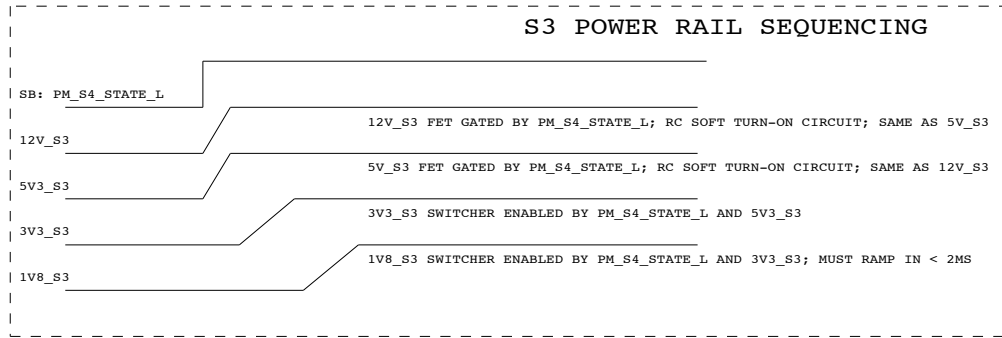 S3 POWER RAIL SEQUENCING
SB: PM_S4_STATE_L
12V_S3 FET GATED BY PM_S4_STATE_L; RC SOFT TURN-ON CIRCUIT; SAME AS 5V_S3
12V_S3
5V_S3 FET GATED BY PM_S4_STATE_L; RC SOFT TURN-ON CIRCUIT; SAME AS 12V_S3
5V3_S3
3V3_S3 SWITCHER ENABLED BY PM_S4_STATE_L AND 5V3_S3
3V3_S3
1V8_S3 SWITCHER ENABLED BY PM_S4_STATE_L AND 3V3_S3; MUST RAMP IN < 2MS
1V8_S3